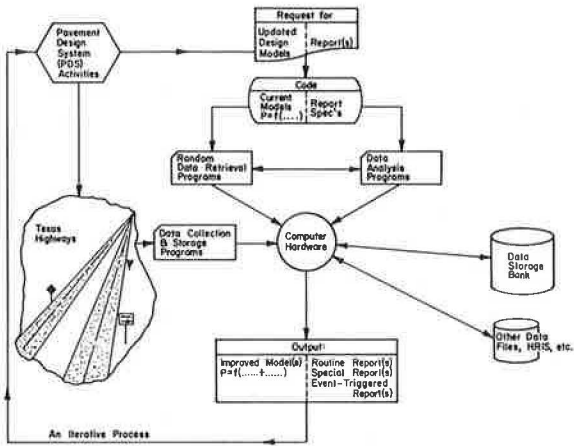 Pavement
Design
System
(PDS)
Activities
Request for
Updated
Design
Models
Report(s)
Code
Current
Models
P=f(....)
Report
Spec's
Random
Data Retrieval
Programs
Data
Analysis
Programs
Texas
Highways
Data Collection
& Storage
Programs
Computer
Hardware
Data
Storage
Bank
Other Data
Files, HRIS, etc.
Output:
Improved Model(s)
P=f(......+......)
Routine Report(s)
Special Report(s)
Event-Triggered
Report(s)
An Iterative Process